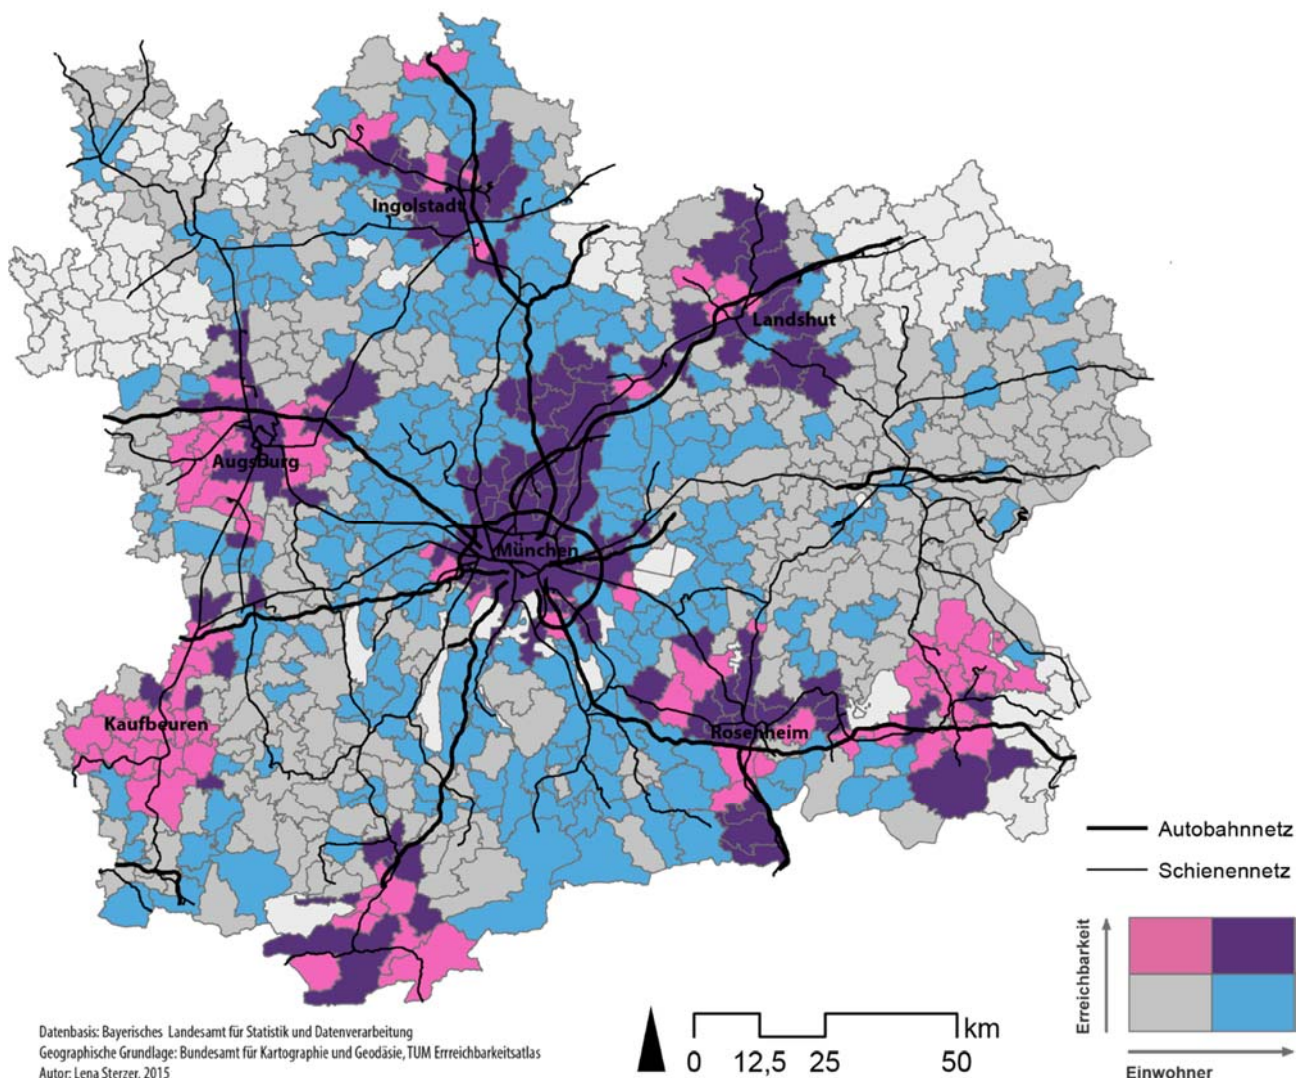 Ingolstadt
Landshut
Augsburg
München
Kaufbeuren
Rosenheim
Autobahnnetz
Schienennetz
Erreichbarkeit
Einwohner
km
0 12,5 25 50
Datenbasis: Bayerisches Landesamt für Statistik und Datenverarbeitung
Geographische Grundlage: Bundesamt für Kartographie und Geodäsie, TUM Errreichbarkeitsatlas
Autor: Lena Sterzer, 2015